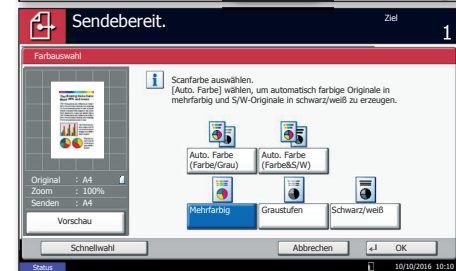 Sendebereit.
Ziel
1
Farbauswahl
Scanfarbe auswählen.
[Auto. Farbe] wählen, um automatisch farbige Originale in
mehrfarbig und S/W-Originale in schwarz/weiß zu erzeugen.
Auto. Farbe
(Farbe/Grau)
Auto. Farbe
(Farbe&S/W)
Original : A4
Zoom : 100%
Senden : A4
Mehrfarbig
Graustufen
Schwarz/weiß
Vorschau
Schnellwahl
Abbrechen
OK
Status
10/10/2016 10:10